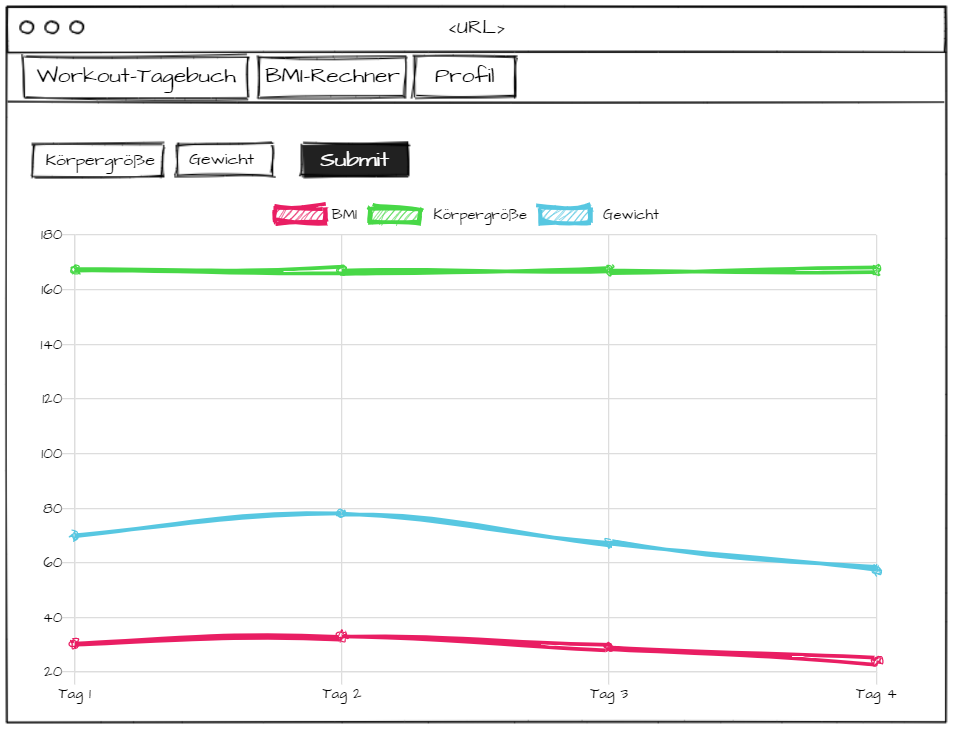 <URL>
Workout-Tagebuch BMI-Rechner Profil
Körpergröße Gewicht Submit
BMI Körpergröße Gewicht
180
160
140
120
100
80
60
40
20
Tag 1 Tag 2 Tag 3 Tag 4